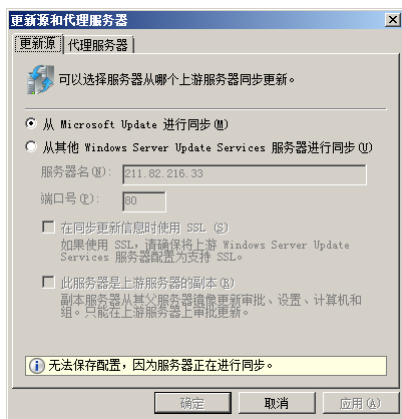 更新源和代理服务器
更新源 代理服务器
可以选择服务器从哪个上游服务器同步更新。
从 Microsoft Update 进行同步(M)
从其他 Windows Server Update Services 服务器进行同步(U)
服务器名(N): 211.82.216.33
端口号(P): 80
在同步更新信息时使用 SSL (S)
如果使用 SSL，请确保将上游 Windows Server Update
Services 服务器配置为支持 SSL。
此服务器是上游服务器的副本(R)
副本服务器从其父服务器镜像更新审批、设置、计算机和
组。只能在上游服务器上审批更新。
无法保存配置，因为服务器正在进行同步。
确定 取消 应用(A)